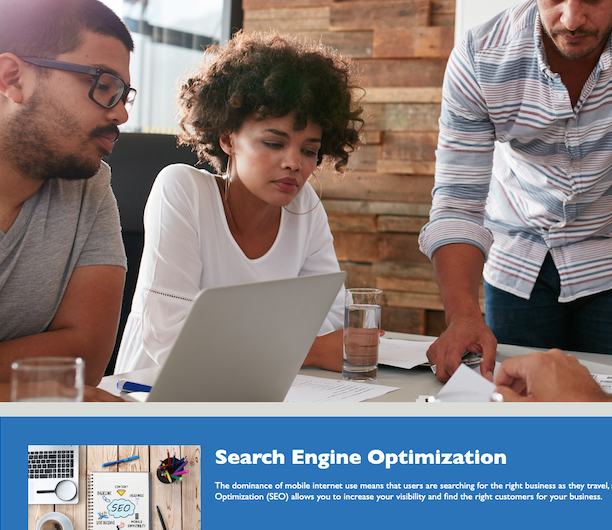 Search Engine Optimization
The dominance of mobile internet use means that users are searching for the right business as they travel,
Optimization (SEO) allows you to increase your visibility and find the right customers for your business.
CONTENT
SEO